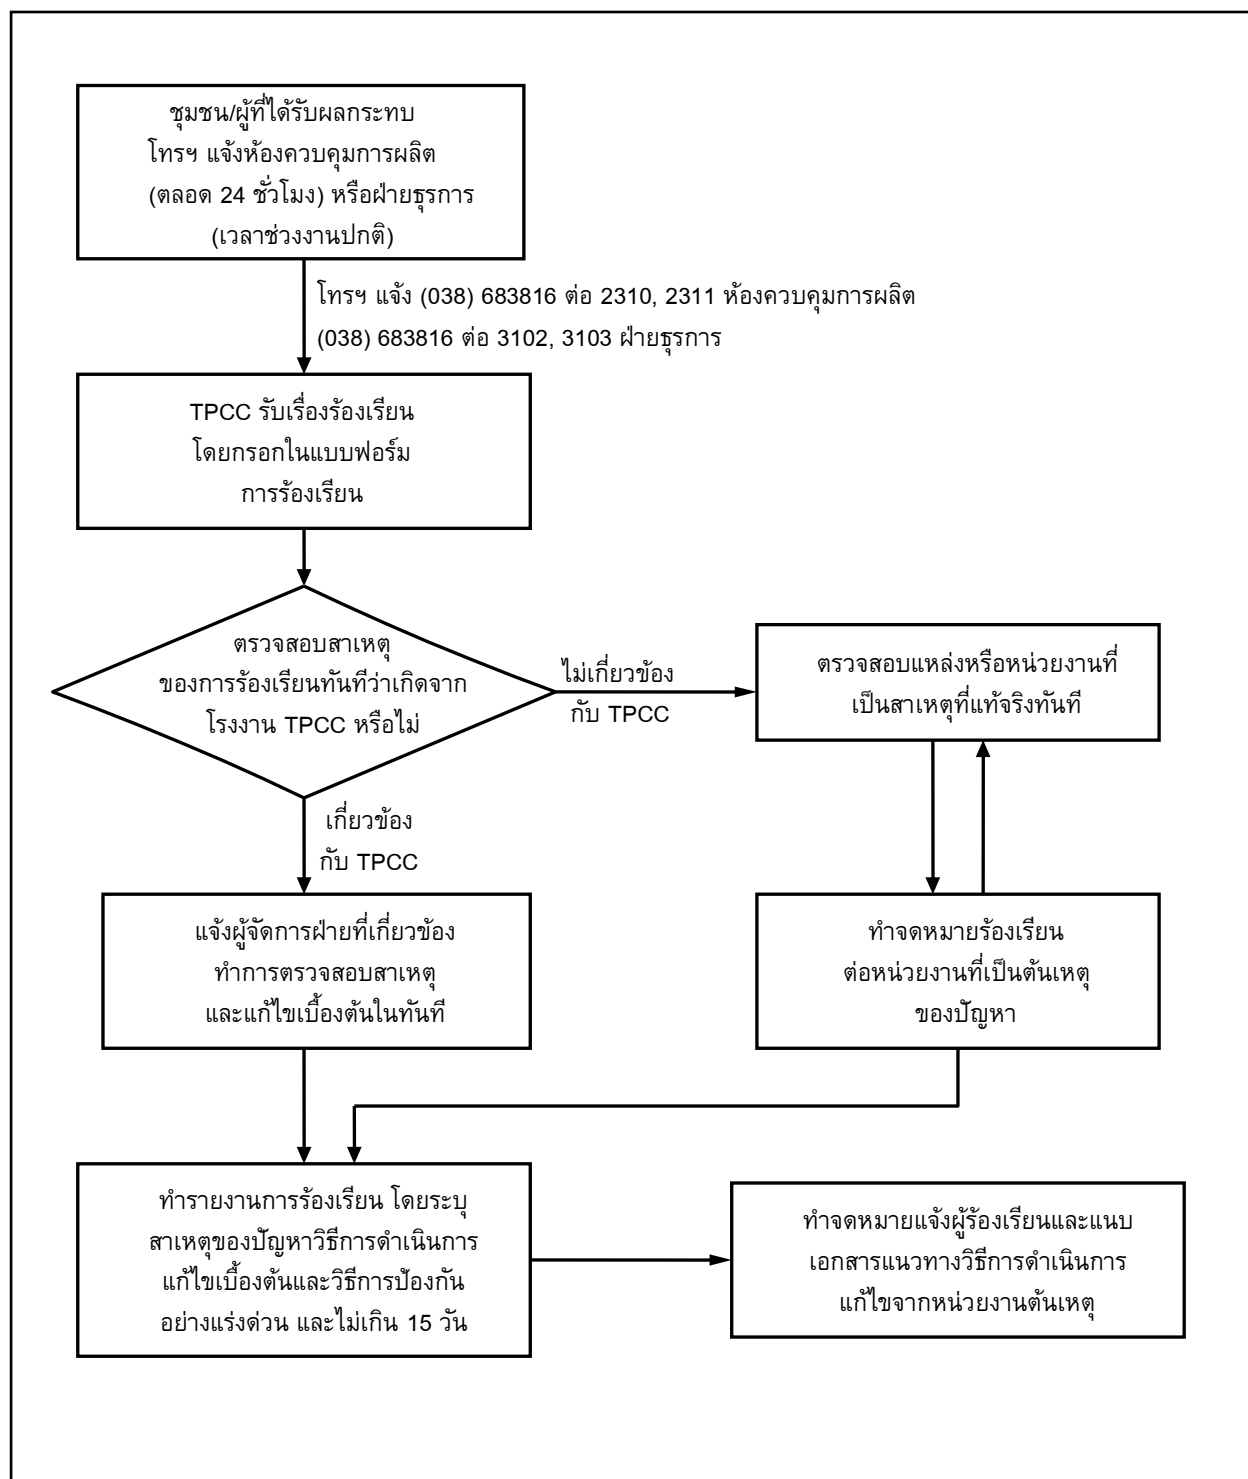 ชุมชน/ผู้ที่ได้รับผลกระทบ
โทรฯ แจ้งห้องควบคุมการผลิต
(ตลอด 24 ชั่วโมง) หรือฝ่ายธุรการ
(เวลาช่วงงานปกติ)
โทรฯ แจ้ง (038) 683816 ต่อ 2310, 2311 ห้องควบคุมการผลิต
(038) 683816 ต่อ 3102, 3103 ฝ่ายธุรการ
TPCC รับเรื่องร้องเรียน
โดยกรอกในแบบฟอร์ม
การร้องเรียน
ตรวจสอบสาเหตุ
ของการร้องเรียนทันทีว่าเกิดจาก
โรงงาน TPCC หรือไม่
ไม่เกี่ยวข้อง
กับ TPCC
ตรวจสอบแหล่งหรือหน่วยงานที่
เป็นสาเหตุที่แท้จริงทันที
เกี่ยวข้อง
กับ TPCC
แจ้งผู้จัดการฝ่ายที่เกี่ยวข้อง
ทำการตรวจสอบสาเหตุ
และแก้ไขเบื้องต้นในทันที
ทำจดหมายร้องเรียน
ต่อหน่วยงานที่เป็นต้นเหตุ
ของปัญหา
ทำรายงานการร้องเรียน โดยระบุ
สาเหตุของปัญหาวิธีการดำเนินการ
แก้ไขเบื้องต้นและวิธีการป้องกัน
อย่างแร่งด่วน และไม่เกิน 15 วัน
ทำจดหมายแจ้งผู้ร้องเรียนและแนบ
เอกสารแนวทางวิธีการดำเนินการ
แก้ไขจากหน่วยงานต้นเหตุ